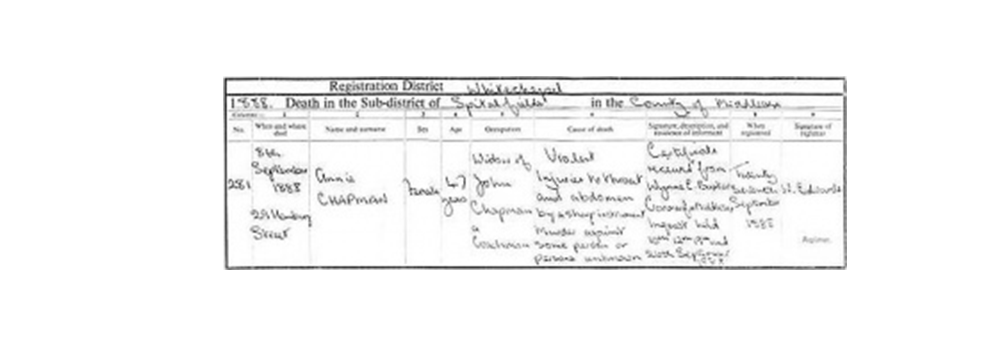 Registration District Whitechapel
1888. Death in the Sub-district of Spitalfields in the County of Middlesex
No. When and where died Name and surname Sex Age Occupation Cause of death Signature, description, and residence of informant When registered Signature of registrar
281 8th September 1888 29 Hanbury Street
Annie CHAPMAN
Female
47 years
Widow of John Chapman a Coachman
Violent Injuries to throat and abdomen by a sharp instrument Murder against some person or persons unknown
Certificate received from Wynne E. Baxter Coroner for Middlesex Inquest held 10th 12th 13th and September
Twenty seventh September 1888
W. Edwards
Registrar